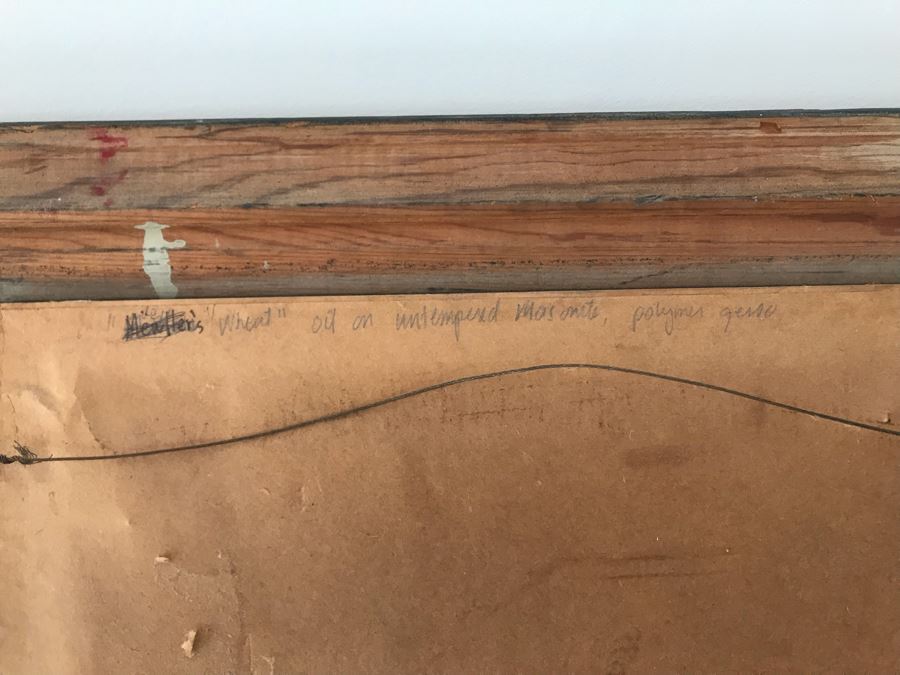 "Wheat" oil on untempered Masonite, polymer gesso